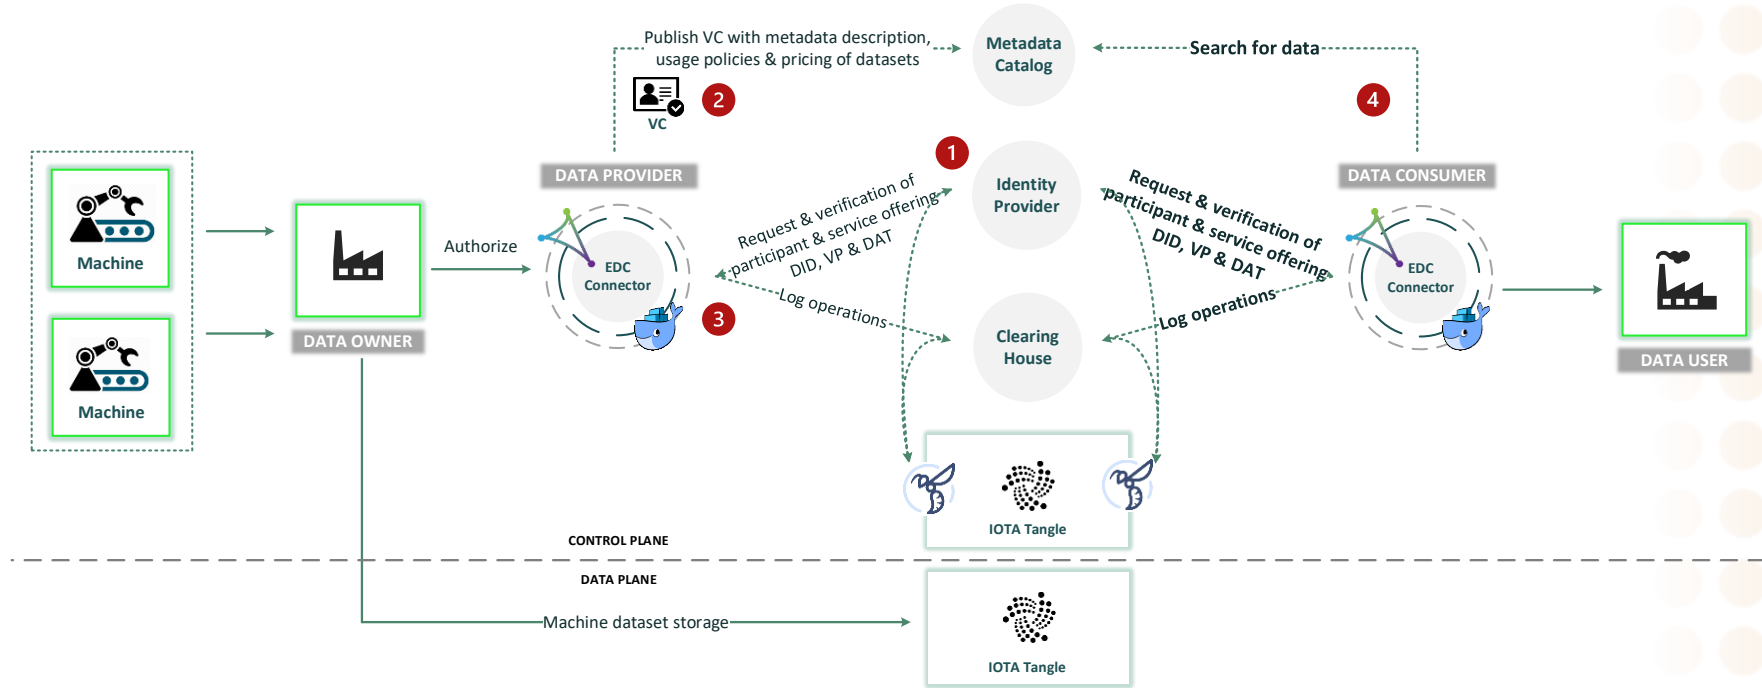 Publish VC with metadata description,
usage policies & pricing of datasets
VC
2
Metadata
Catalog
Search for data
4
1
Identity
Provider
DATA PROVIDER
EDC
Connector
3
Request & verification of
participant & service offering
DID, VP & DAT
Log operations
Request & verification of
participant & service offering
DID, VP & DAT
Log operations
DATA CONSUMER
EDC
Connector
Machine
Machine
DATA OWNER
Authorize
Clearing
House
DATA USER
IOTA Tangle
CONTROL PLANE
DATA PLANE
Machine dataset storage
IOTA Tangle